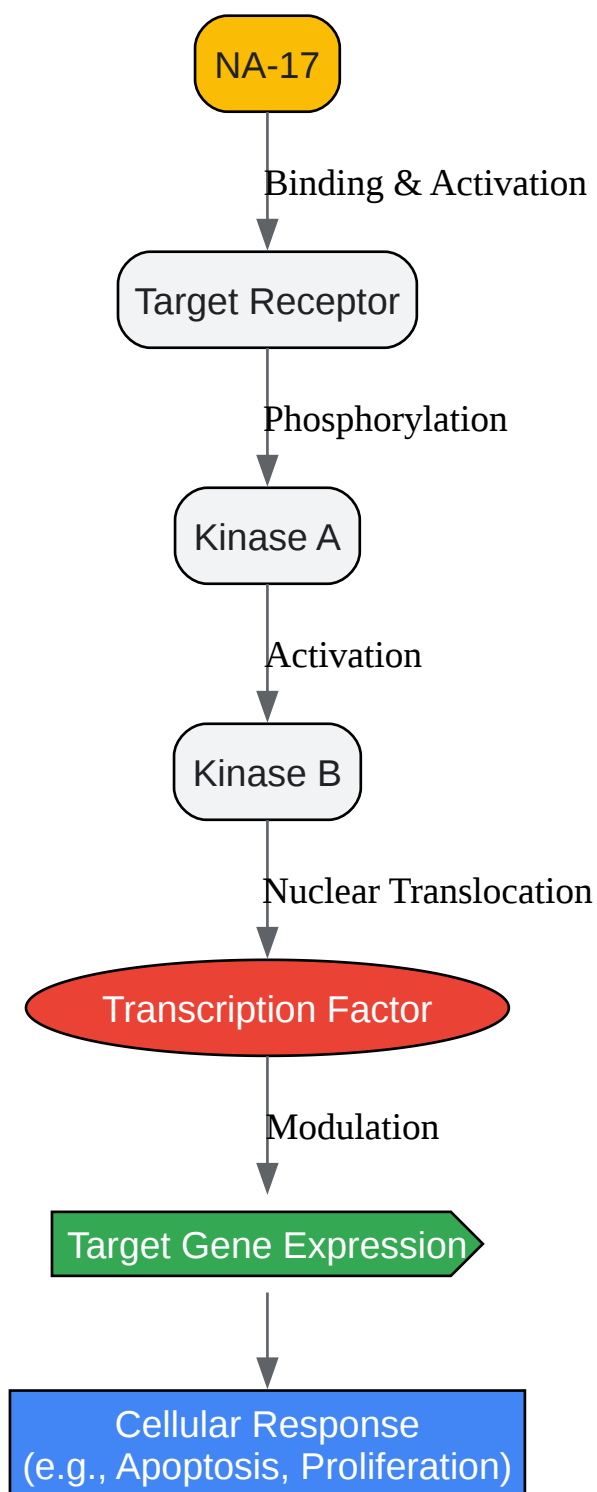 NA-17
Binding & Activation
Target Receptor
Phosphorylation
Kinase A
Activation
Kinase B
Nuclear Translocation
Transcription Factor
Modulation
Target Gene Expression
Cellular Response
(e.g., Apoptosis, Proliferation)